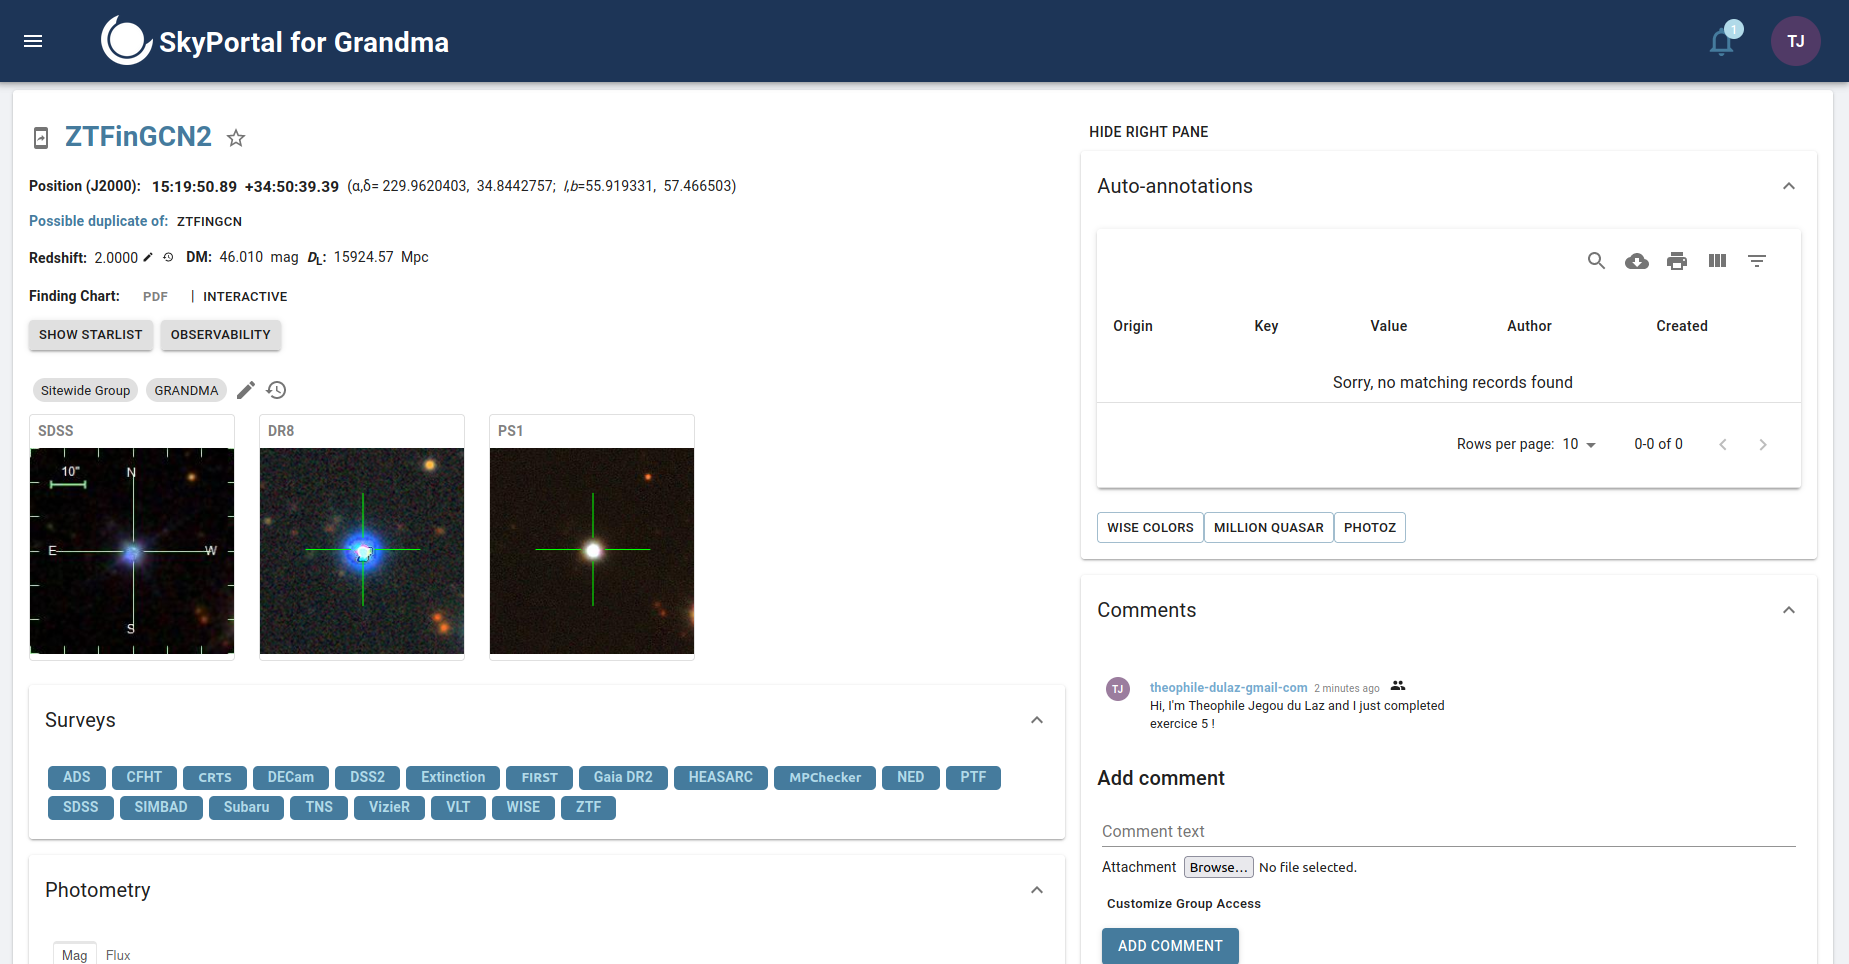 SkyPortal for Grandma
1
TJ
ZTFinGCN2
Position (J2000): 15:19:50.89 +34:50:39.39 (α,δ= 229.9620403, 34.8442757; l,b=55.919331, 57.466503)
Possible duplicate of: ZTFINGCN
Redshift: 2.0000 DM: 46.010 mag DL: 15924.57 Mpc
Finding Chart: PDF | INTERACTIVE
SHOW STARLIST OBSERVABILITY
Sitewide Group GRANDMA
SDSS
10"
N
E
W
S
DR8
PS1
Surveys
ADS CFHT CRTS DECam DSS2 Extinction FIRST Gaia DR2 HEASARC MPChecker NED PTF
SDSS SIMBAD Subaru TNS VizieR VLT WISE ZTF
Photometry
Mag Flux
HIDE RIGHT PANE
Auto-annotations
Origin Key Value Author Created
Sorry, no matching records found
Rows per page: 10 0-0 of 0
WISE COLORS MILLION QUASAR PHOTOZ
Comments
TJ
theophile-dulaz-gmail-com 2 minutes ago
Hi, I'm Theophile Jegou du Laz and I just completed
exercice 5 !
Add comment
Comment text
Attachment Browse... No file selected.
Customize Group Access
ADD COMMENT